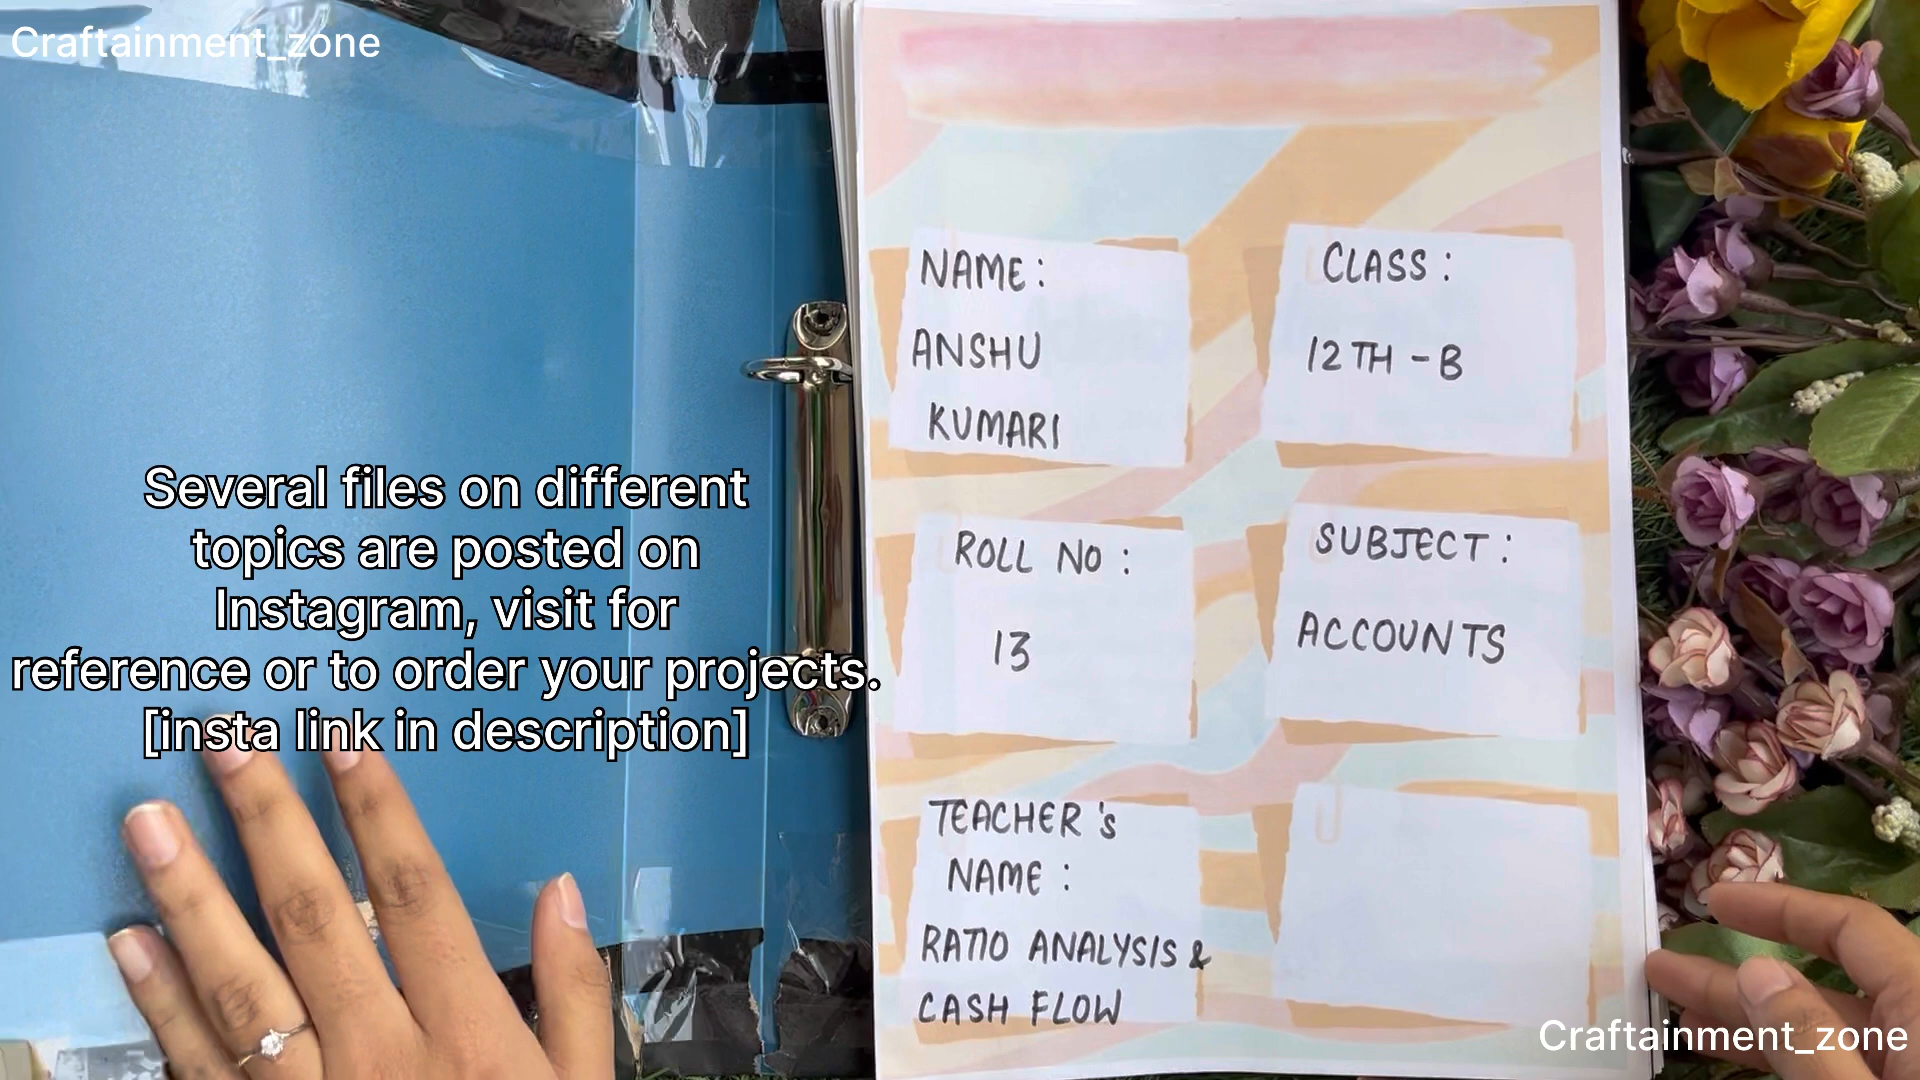 Craftainment_zone
Several files on different
topics are posted on
Instagram, visit for
reference or to order your projects.
[insta link in description]
NAME :
ANSHU
KUMARI
CLASS :
12 TH - B
ROLL NO :
13
SUBJECT :
ACCOUNTS
TEACHER 's
NAME :
RATIO ANALYSIS &
CASH FLOW
Craftainment_zone